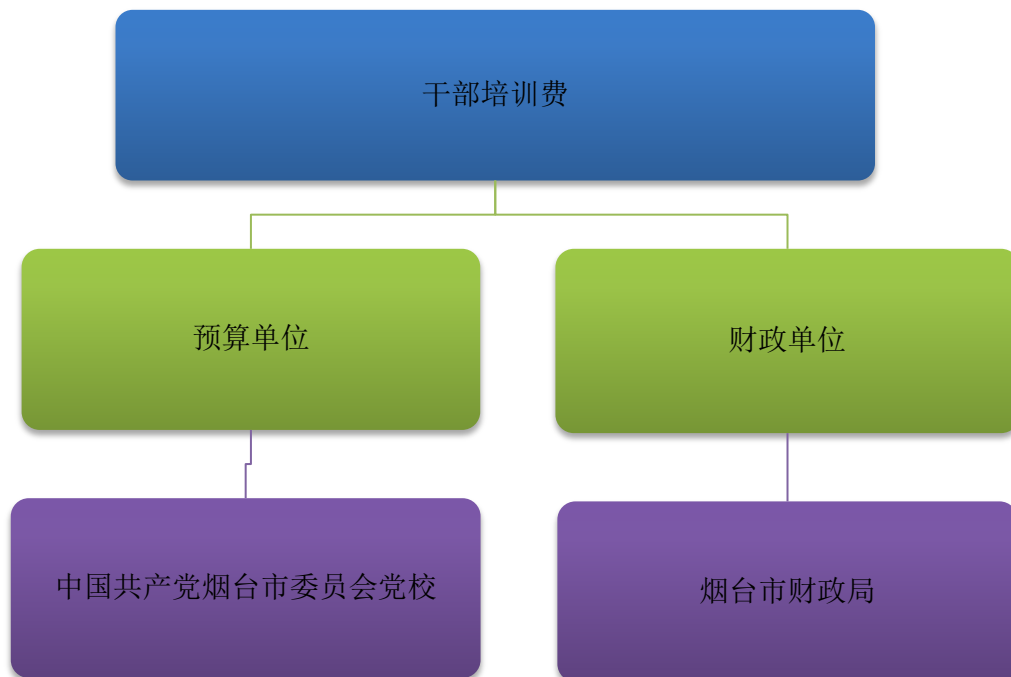 干部培训费
预算单位
财政单位
中国共产党烟台市委员会党校
烟台市财政局